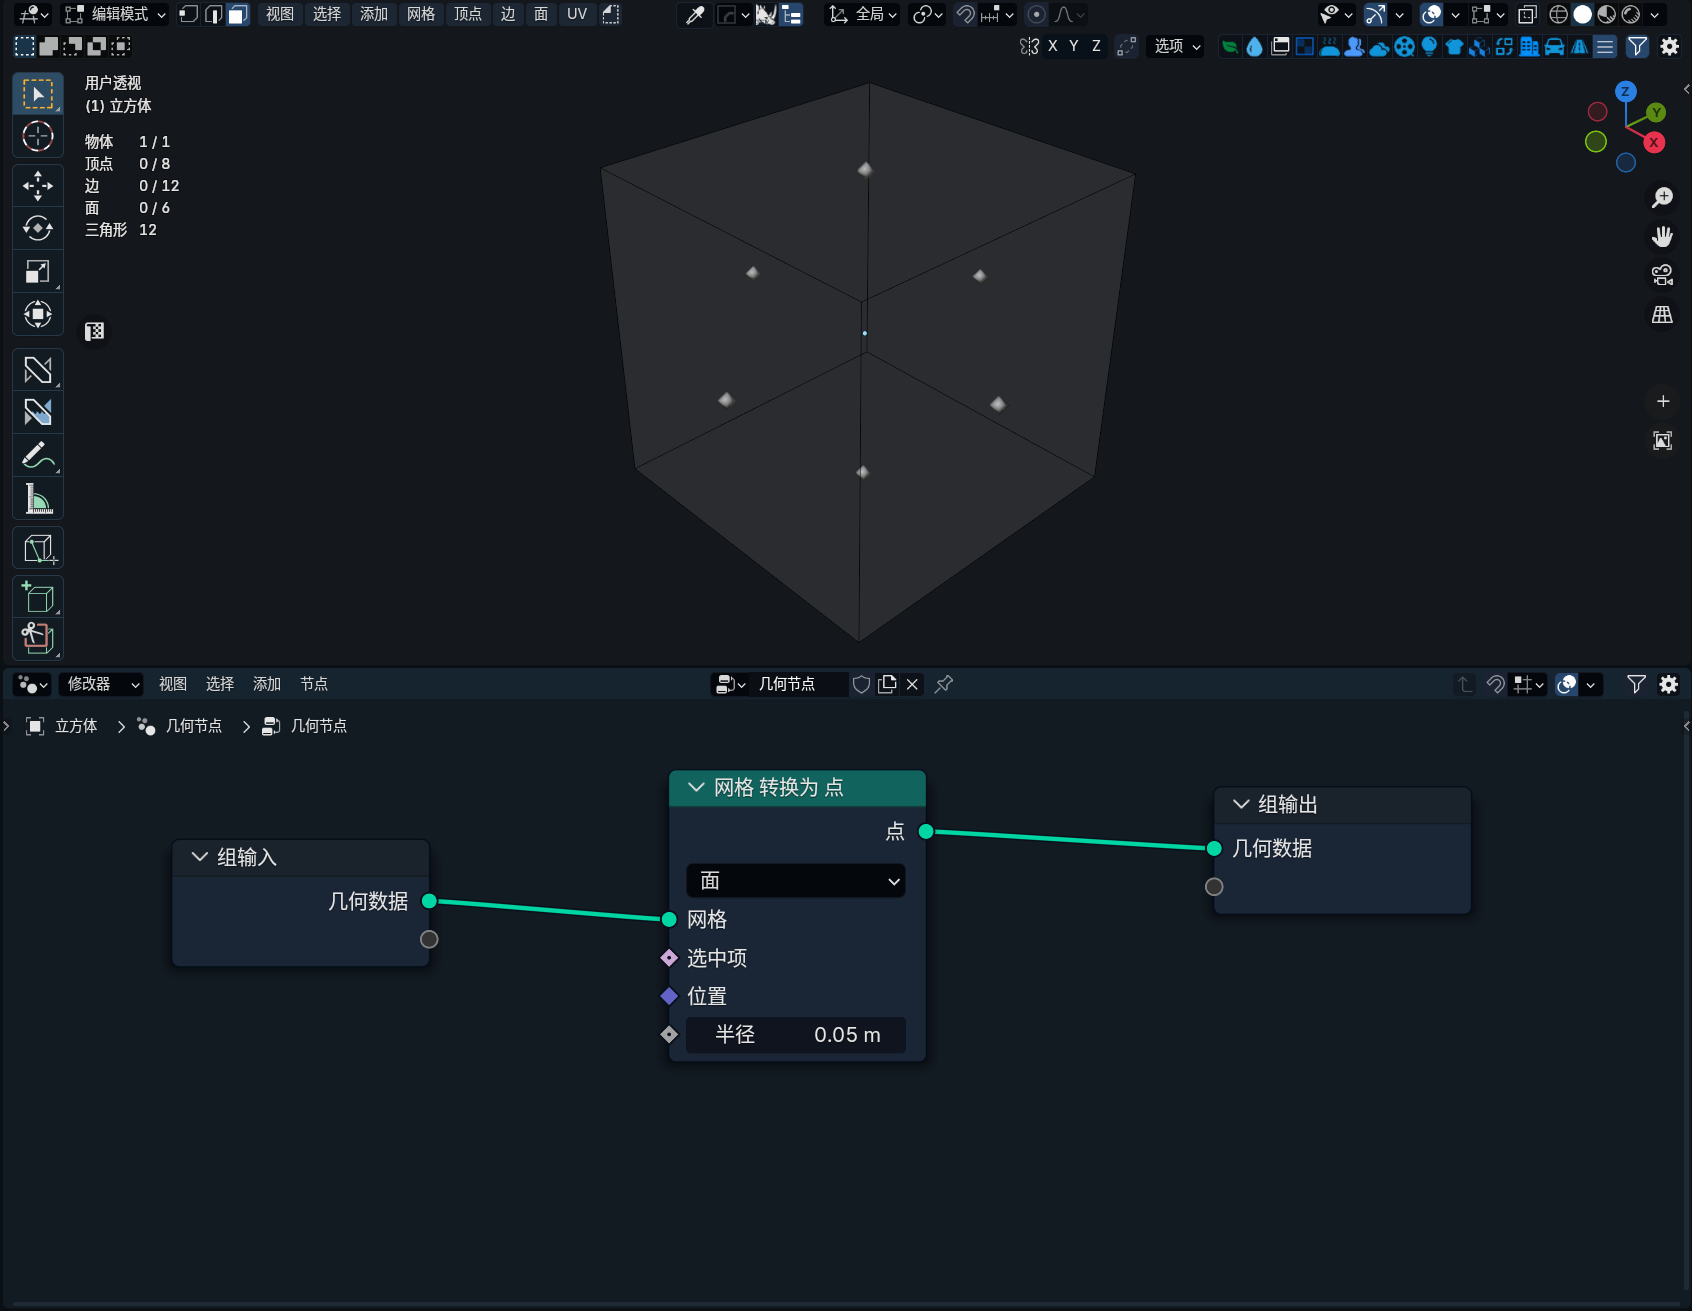 编辑模式 视图 选择 添加 网格 顶点 边 面 UV 全局
X Y Z 选项
用户透视
(1) 立方体
物体 1 / 1
顶点 0 / 8
边 0 / 12
面 0 / 6
三角形 12
Z
Y
X
修改器 视图 选择 添加 节点 几何节点
立方体 几何节点 几何节点
组输入
几何数据
网格 转换为 点
点
面
网格
选中项
位置
半径 0.05 m
组输出
几何数据